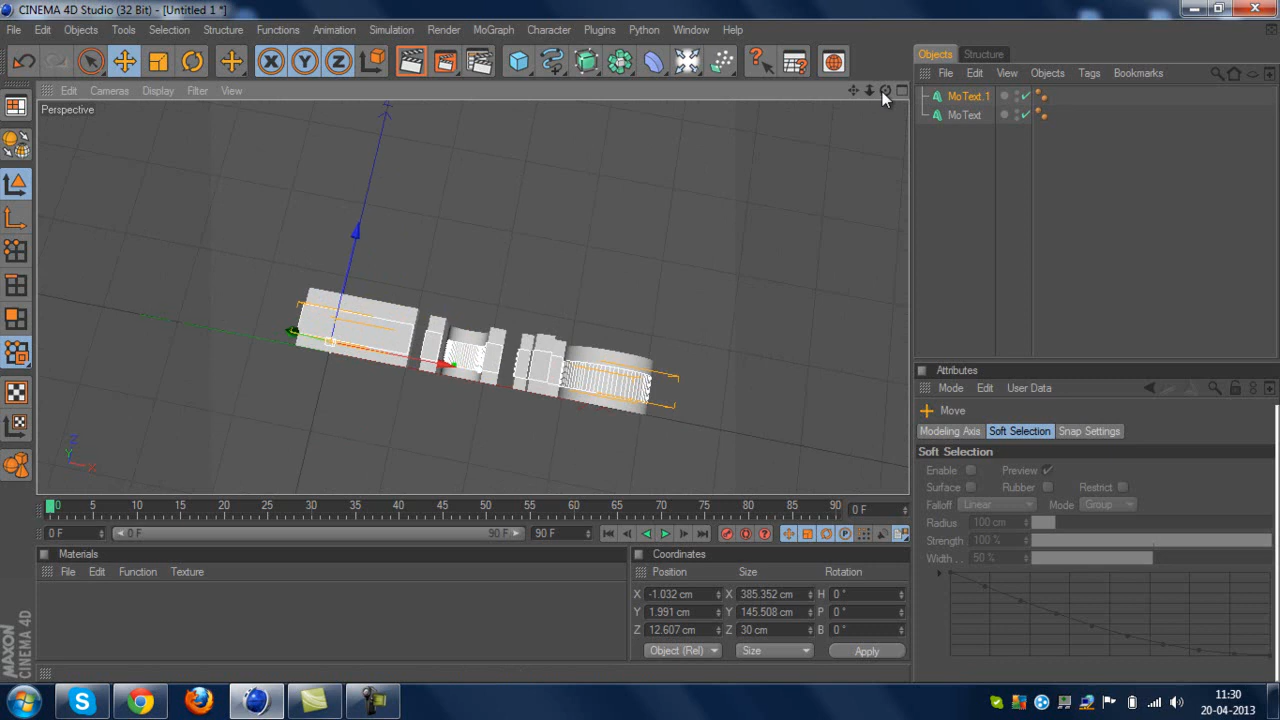 CINEMA 4D Studio (32 Bit) - [Untitled 1 *]
File Edit Objects Tools Selection Structure Functions Animation Simulation Render MoGraph Character Plugins Python Window Help
Edit Cameras Display Filter View
Perspective
Z
Y
X
0 5 10 15 20 25 30 35 40 45 50 55 60 65 70 75 80 85 90 0 F
0 F 0 F 90 F 90 F
Materials
File Edit Function Texture
Coordinates
Position Size Rotation
X -1.032 cm X 385.352 cm H 0 °
Y 1.991 cm Y 145.508 cm P 0 °
Z 12.607 cm Z 30 cm B 0 °
Object (Rel) Size Apply
Objects Structure
File Edit View Objects Tags Bookmarks
MoText.1
MoText
Attributes
Mode Edit User Data
Move
Modeling Axis Soft Selection Snap Settings
Soft Selection
Enable Preview
Surface Rubber Restrict
Falloff Linear Mode Group
Radius 100 cm
Strength 100 %
Width . . 50 %
MAXON
CINEMA 4D
11:30
20-04-2013